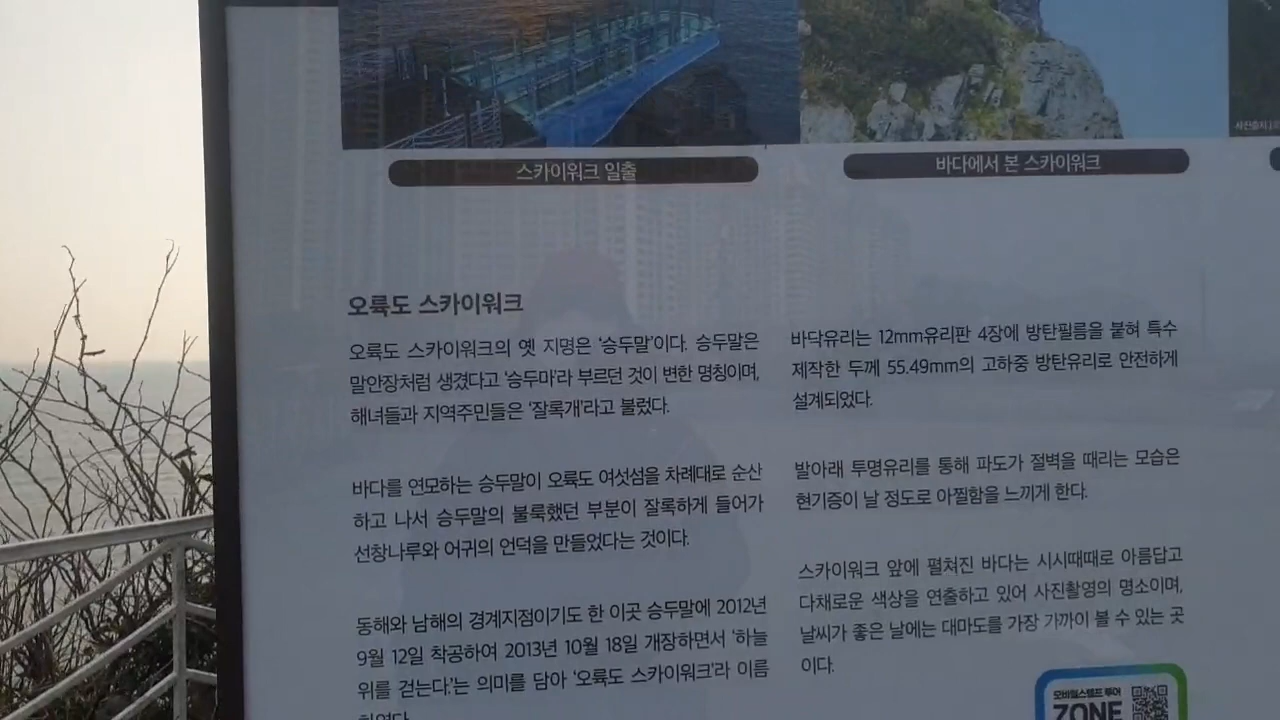 사진출처 |
스카이워크 일출
바다에서 본 스카이워크
오륙도 스카이워크
오륙도 스카이워크의 옛 지명은 '승두말'이다. 승두말은
말안장처럼 생겼다고 '승두마'라 부르던 것이 변한 명칭이며,
해녀들과 지역주민들은 '잘록개'라고 불렀다.
바다를 연모하는 승두말이 오륙도 여섯섬을 차례대로 순산
하고 나서 승두말의 불룩했던 부분이 잘록하게 들어가
선창나루와 어귀의 언덕을 만들었다는 것이다.
동해와 남해의 경계지점이기도 한 이곳 승두말에 2012년
9월 12일 착공하여 2013년 10월 18일 개장하면서 '하늘
위를 걷는다'는 의미를 담아 '오륙도 스카이워크'라 이름
하였다.
바닥유리는 12mm유리판 4장에 방탄필름을 붙혀 특수
제작한 두께 55.49mm의 고하중 방탄유리로 안전하게
설계되었다.
발아래 투명유리를 통해 파도가 절벽을 때리는 모습은
현기증이 날 정도로 아찔함을 느끼게 한다.
스카이워크 앞에 펼쳐진 바다는 시시때때로 아름답고
다채로운 색상을 연출하고 있어 사진촬영의 명소이며,
날씨가 좋은 날에는 대마도를 가장 가까이 볼 수 있는 곳
이다.
모바일스탬프 투어
ZONE